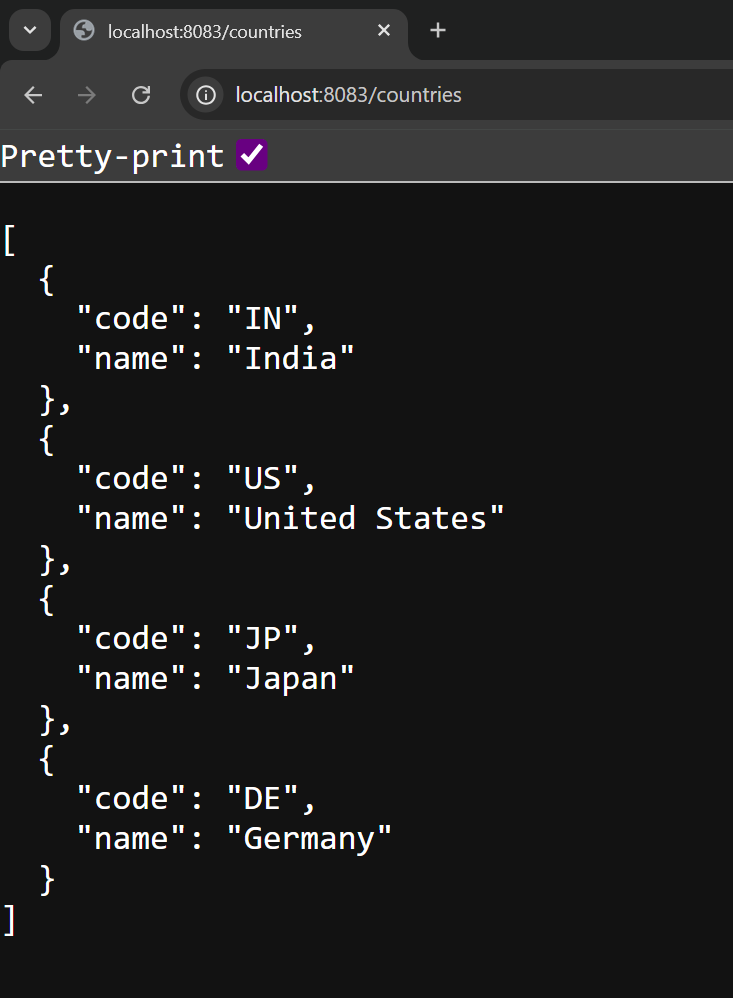 localhost:8083/countries
localhost:8083/countries
Pretty-print
[
  {
    "code": "IN",
    "name": "India"
  },
  {
    "code": "US",
    "name": "United States"
  },
  {
    "code": "JP",
    "name": "Japan"
  },
  {
    "code": "DE",
    "name": "Germany"
  }
]